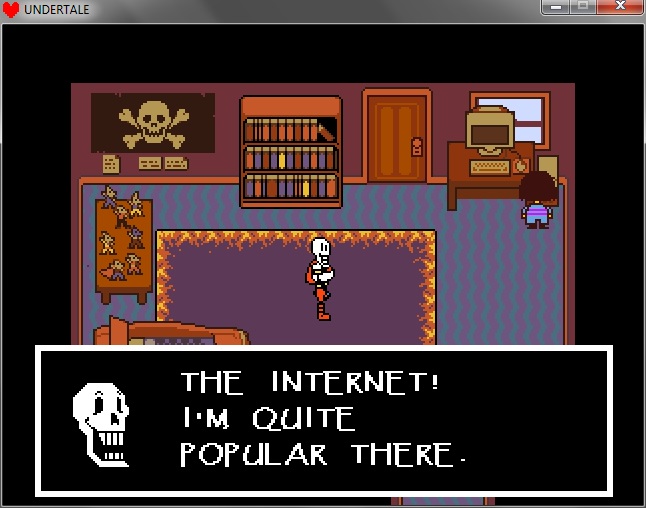 UNDERTALE
THE INTERNET!
I'M QUITE
POPULAR THERE.